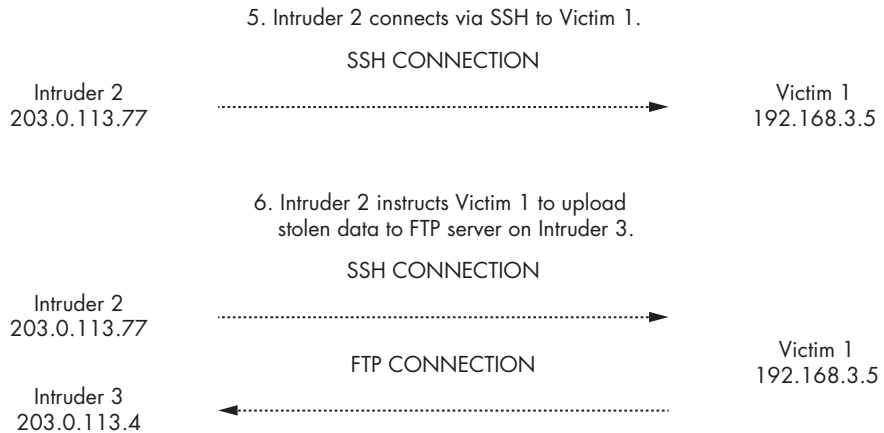 5. Intruder 2 connects via SSH to Victim 1.
SSH CONNECTION
Intruder 2
203.0.113.77
Victim 1
192.168.3.5
6. Intruder 2 instructs Victim 1 to upload
stolen data to FTP server on Intruder 3.
SSH CONNECTION
Intruder 2
203.0.113.77
FTP CONNECTION
Victim 1
192.168.3.5
Intruder 3
203.0.113.4